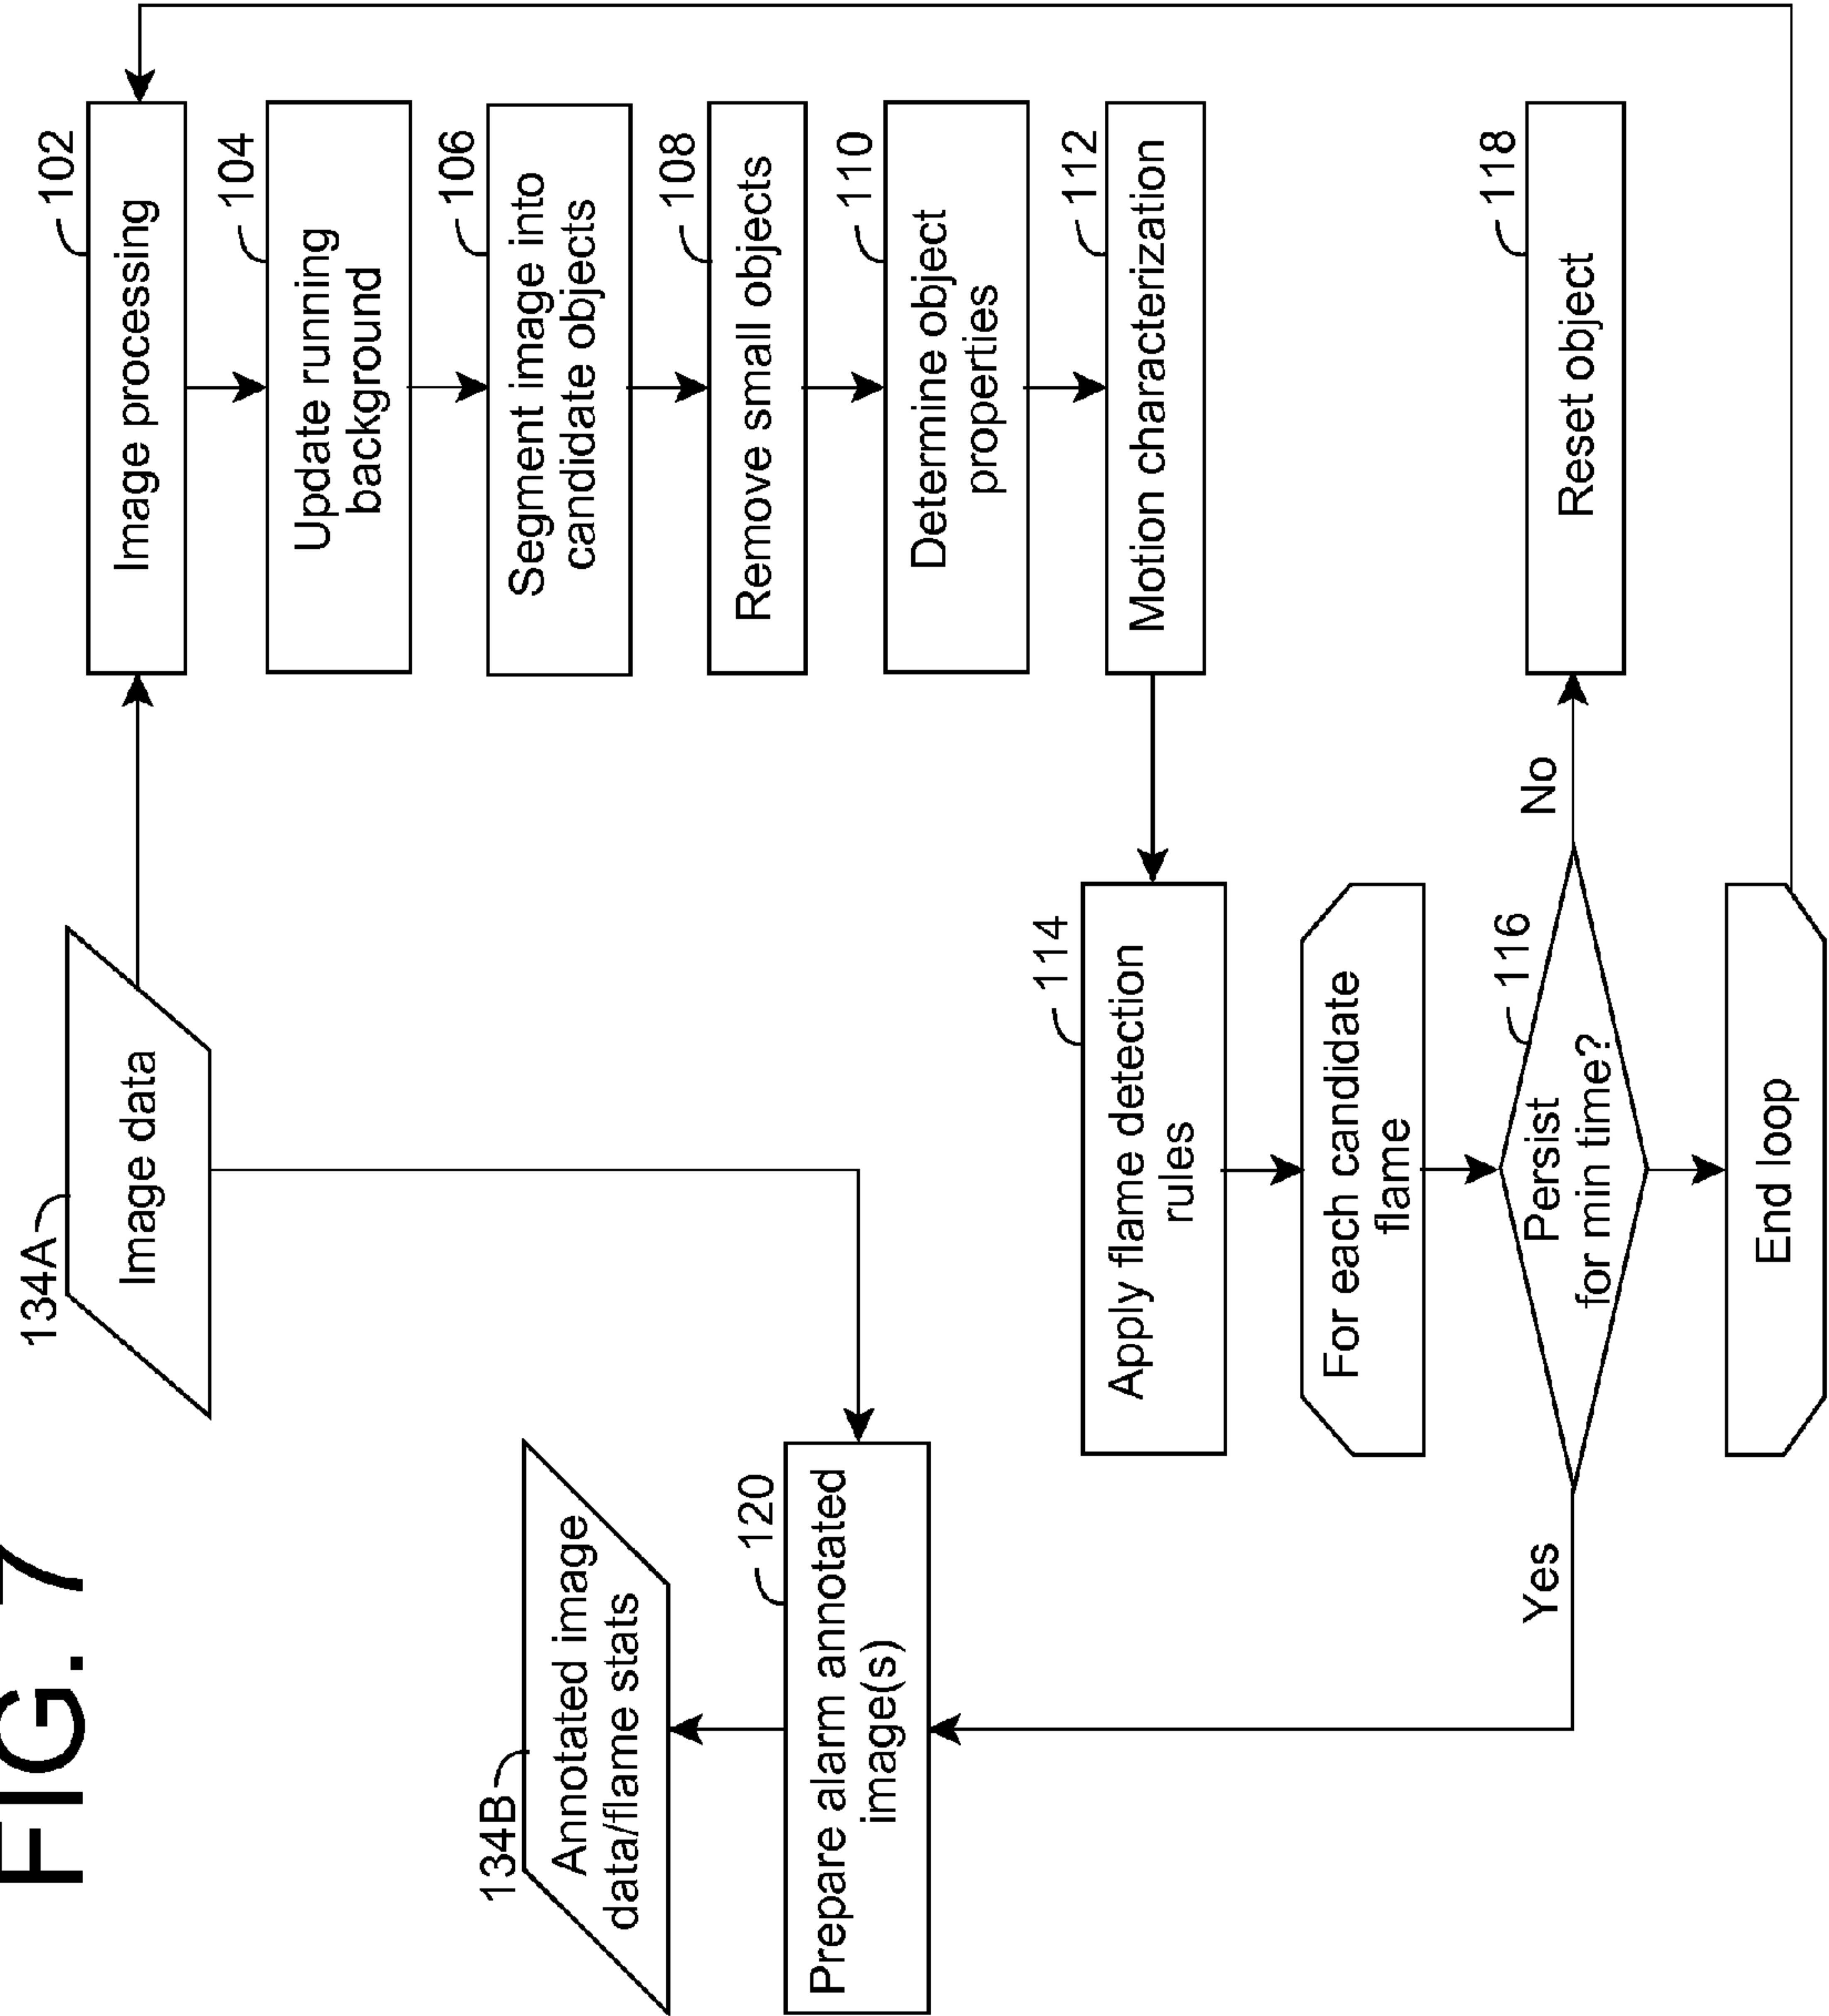 FIG. 7
134A
Image data
102
Image processing
104
Update running
background
106
Segment image into
candidate objects
108
Remove small objects
110
Determine object
properties
112
Motion characterization
134B
Annotated image
data/flame stats
120
Prepare alarm annotated
image(s)
114
Apply flame detection
rules
For each candidate
flame
116
Persist
for min time?
Yes
No
118
Reset object
End loop